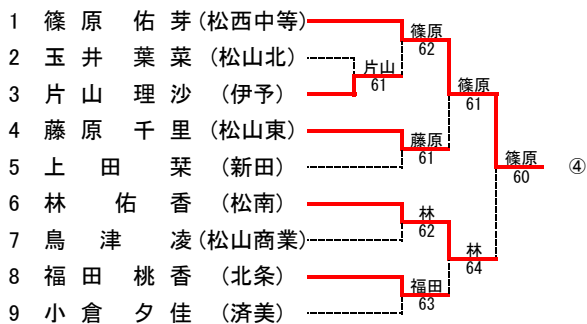 1 篠原 佑芽 (松西中等)
篠原
62
2 玉井 葉菜 (松山北)
片山
61
3 片山 理沙 (伊予)
篠原
61
4 藤原 千里 (松山東)
藤原
61
5 上田 栞 (新田)
篠原
60
④
6 林 佑香 (松南)
林
62
7 鳥津 凌 (松山商業)
林
64
8 福田 桃香 (北条)
福田
63
9 小倉 夕佳 (済美)